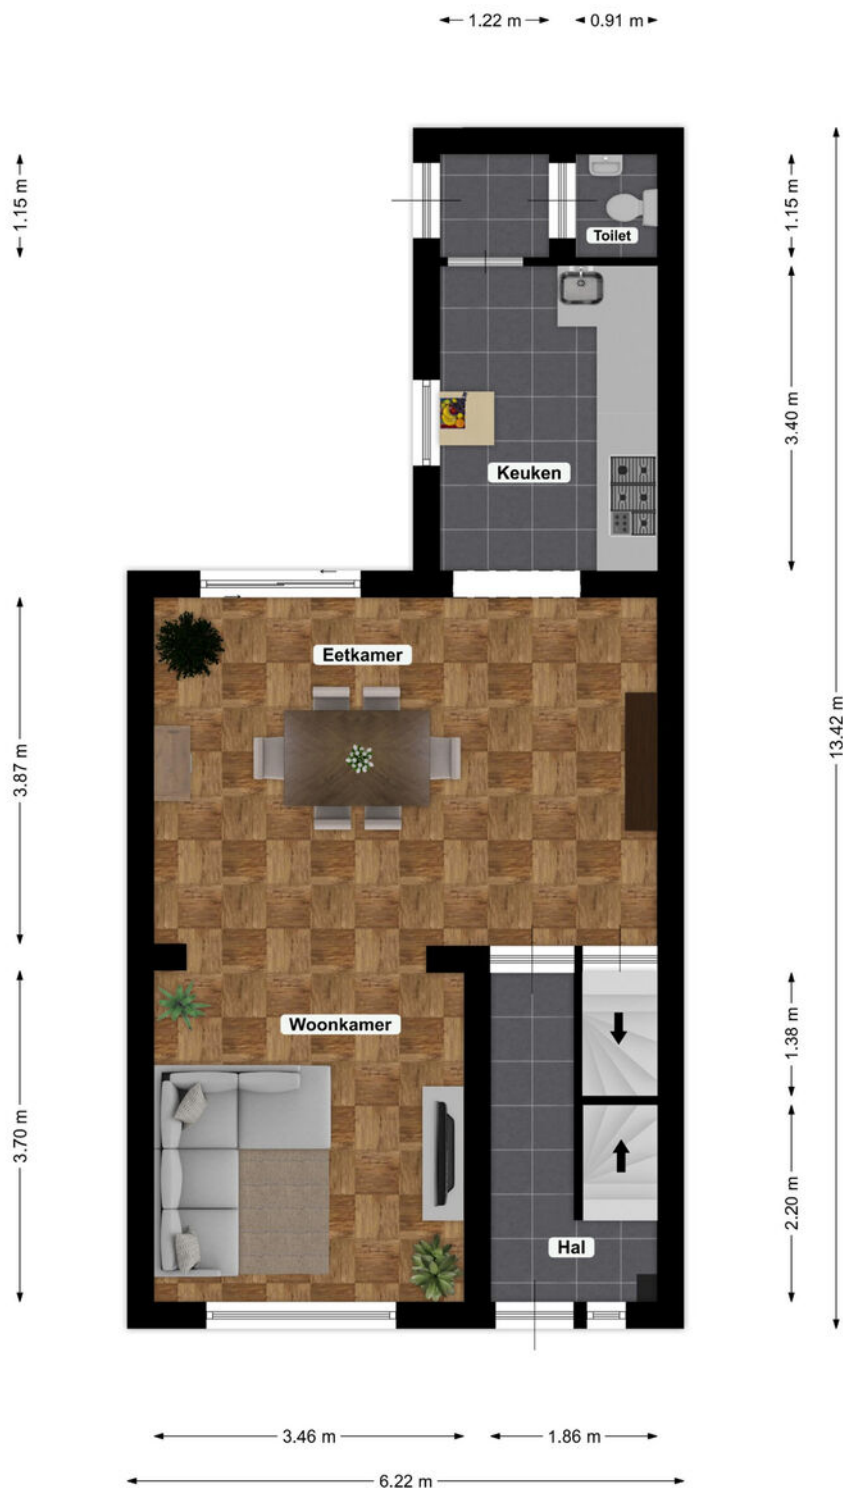 1.22 m
0.91 m
1.15 m
1.15 m
Toilet
3.40 m
Keuken
Eetkamer
3.87 m
13.42 m
Woonkamer
1.38 m
3.70 m
2.20 m
Hal
3.46 m
1.86 m
6.22 m